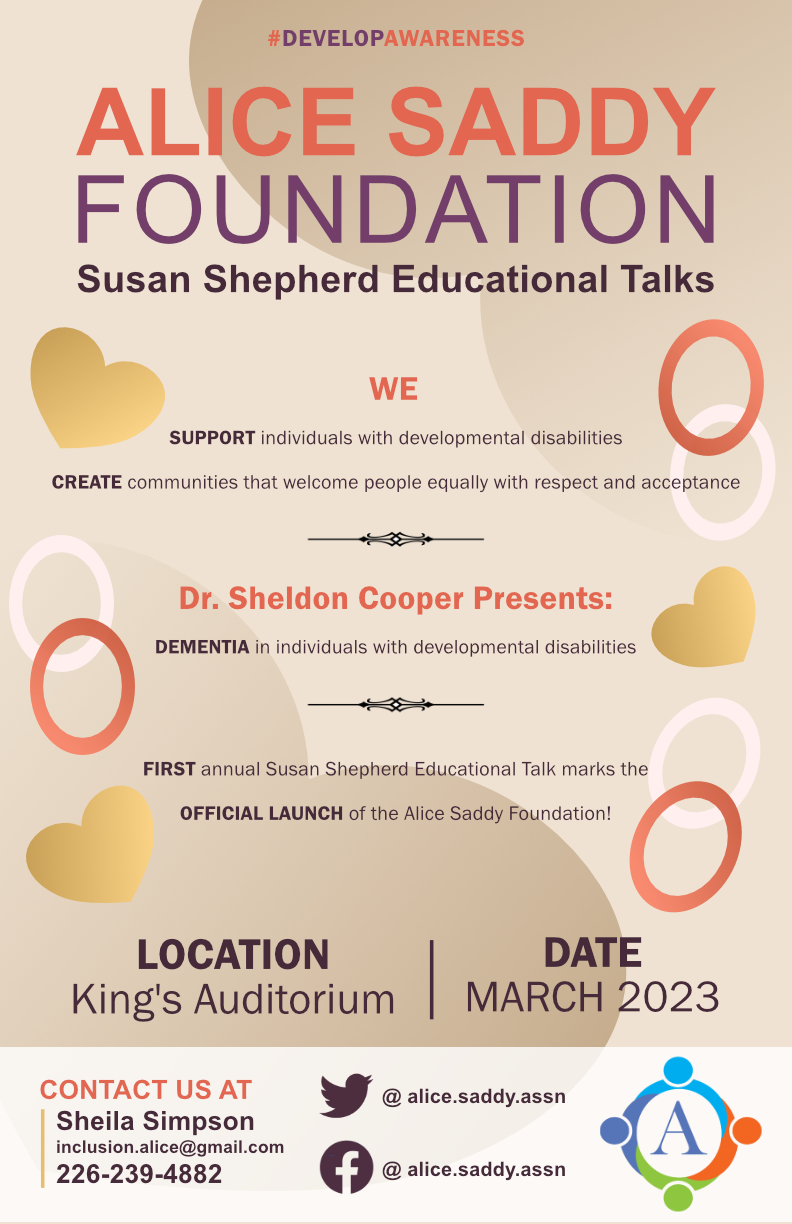 #DEVELOPAWARENESS
ALICE SADDY
FOUNDATION
Susan Shepherd Educational Talks
WE
SUPPORT individuals with developmental disabilities
CREATE communities that welcome people equally with respect and acceptance
Dr. Sheldon Cooper Presents:
DEMENTIA in individuals with developmental disabilities
FIRST annual Susan Shepherd Educational Talk marks the
OFFICIAL LAUNCH of the Alice Saddy Foundation!
LOCATION
King's Auditorium
DATE
MARCH 2023
CONTACT US AT
Sheila Simpson
inclusion.alice@gmail.com
226-239-4882
@ alice.saddy.assn
@ alice.saddy.assn
A